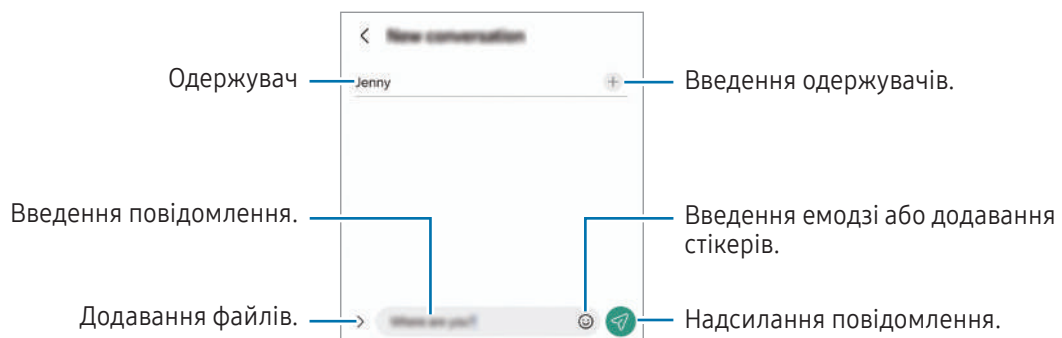 New conversation
Одержувач
Jenny
Введення одержувачів.
Введення повідомлення.
Введення емодзі або додавання
стікерів.
Додавання файлів.
Where are you?
Надсилання повідомлення.